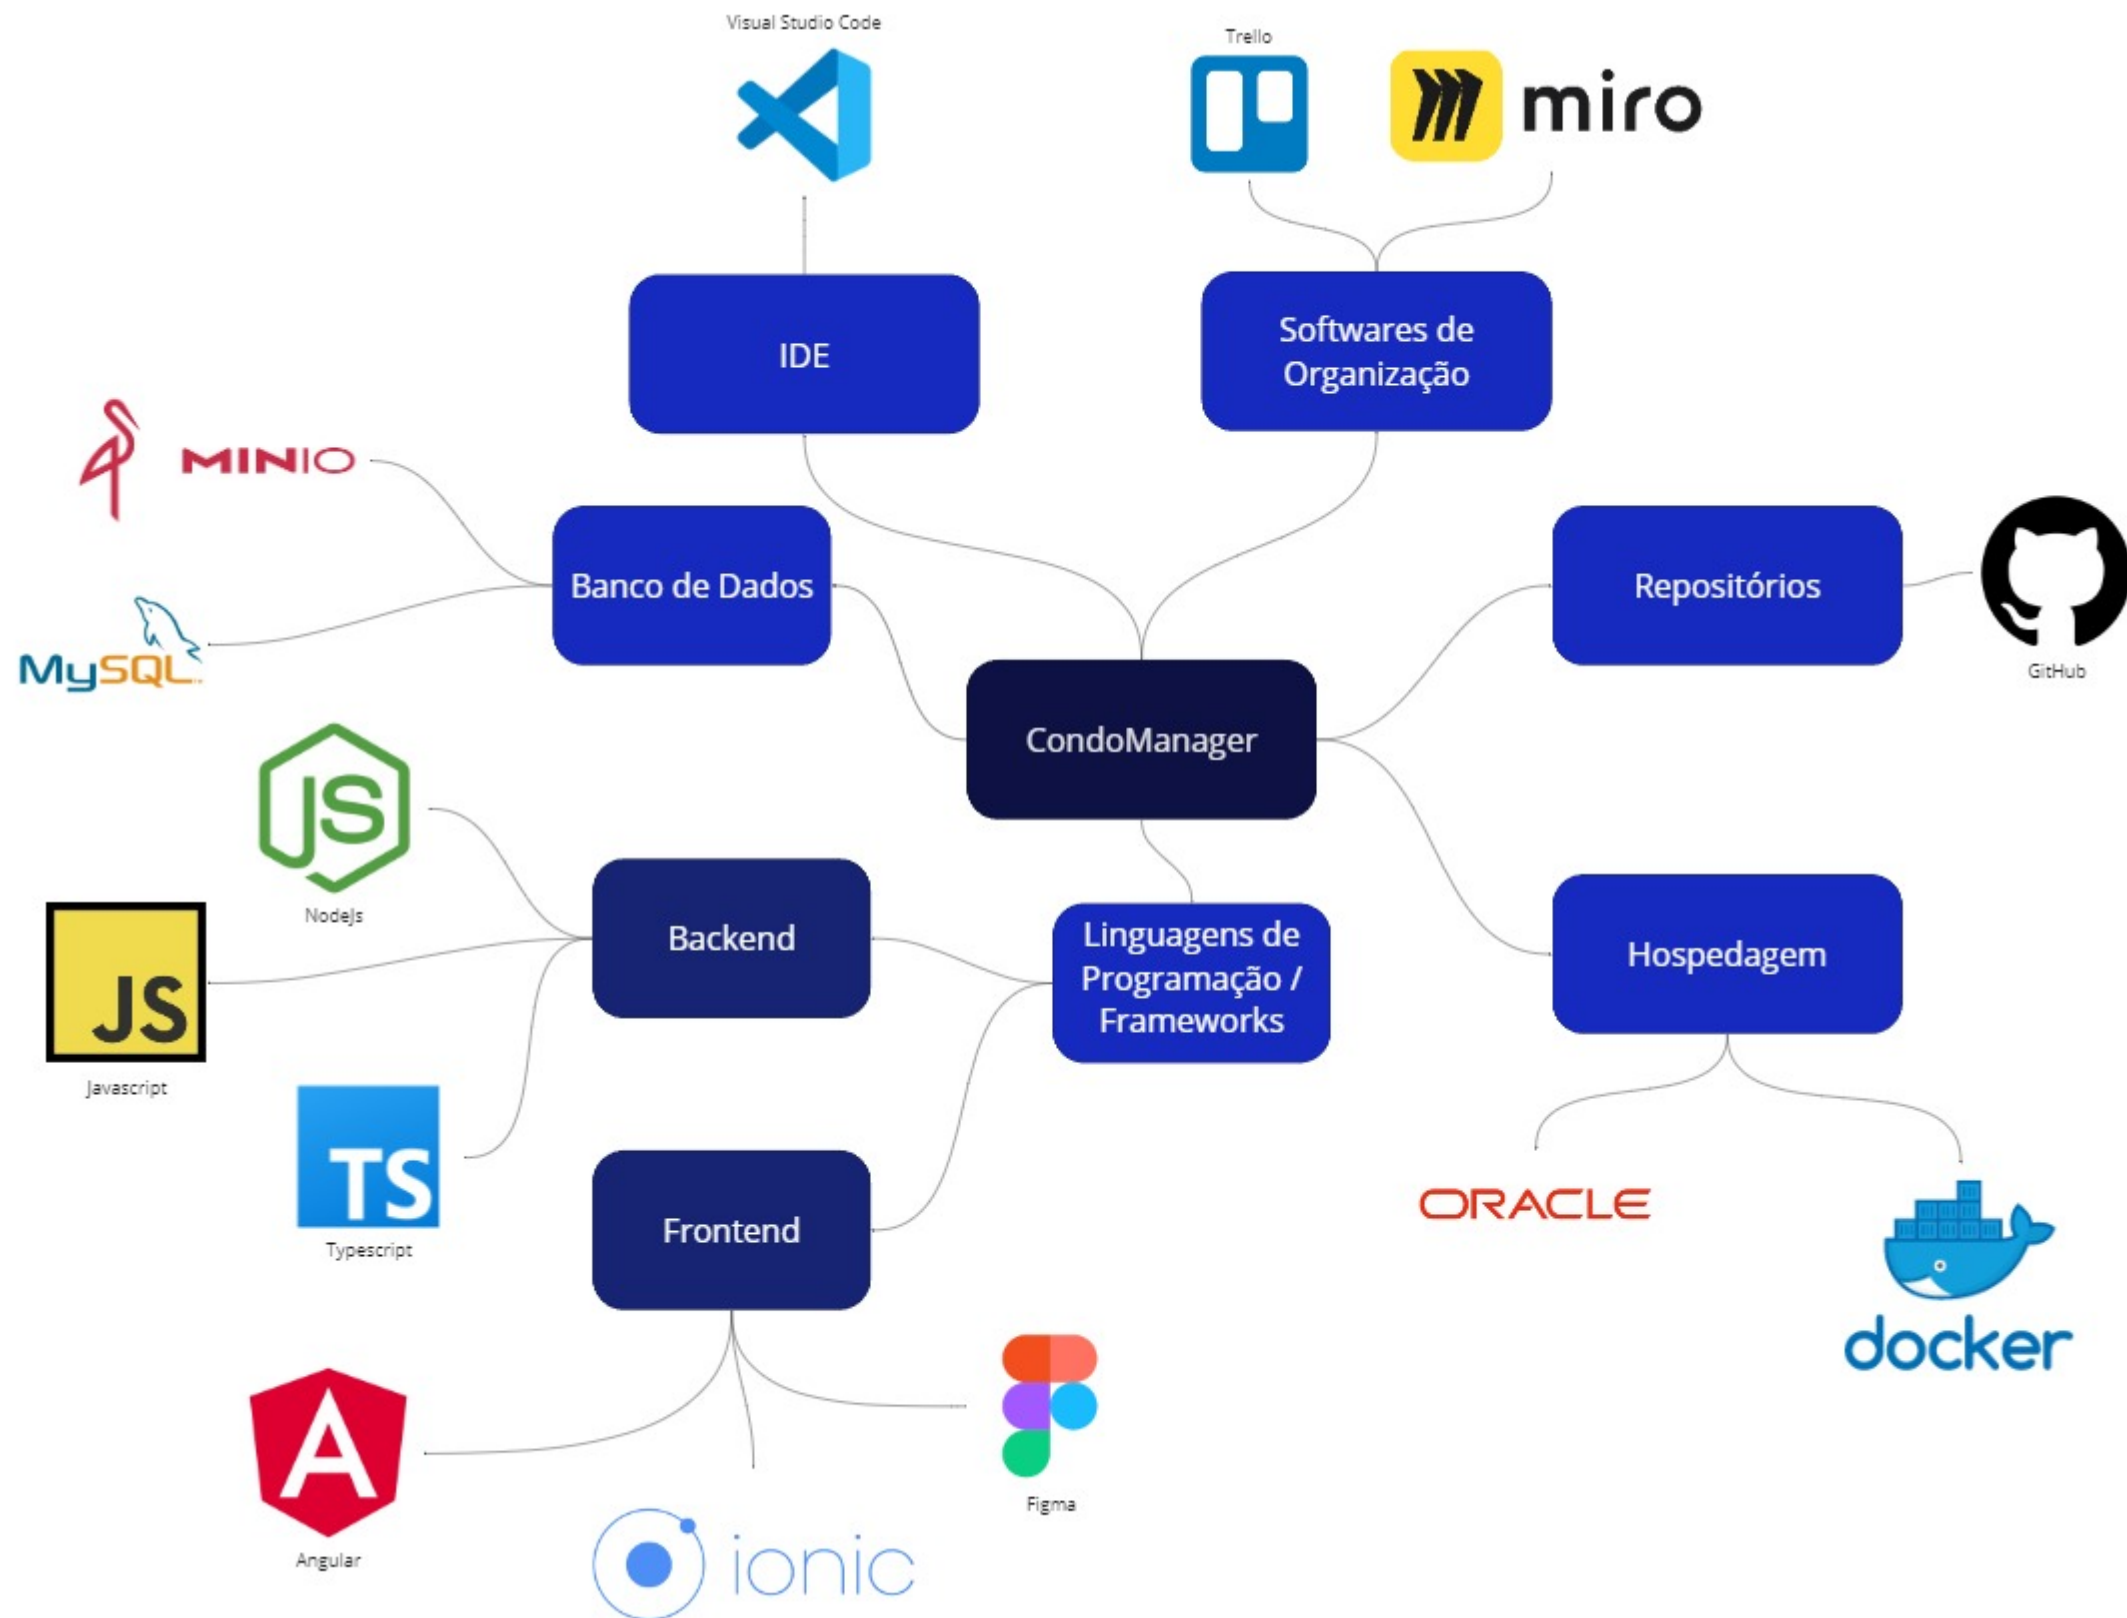 Visual Studio Code
Trello
miro
IDE
Softwares de
Organização
MINIO
Banco de Dados
MySQL
Repositórios
GitHub
CondoManager
JS
NodeJs
JS
Javascript
TS
Typescript
Backend
Linguagens de
Programação /
Frameworks
Hospedagem
ORACLE
docker
Frontend
A
Angular
ionic
Figma